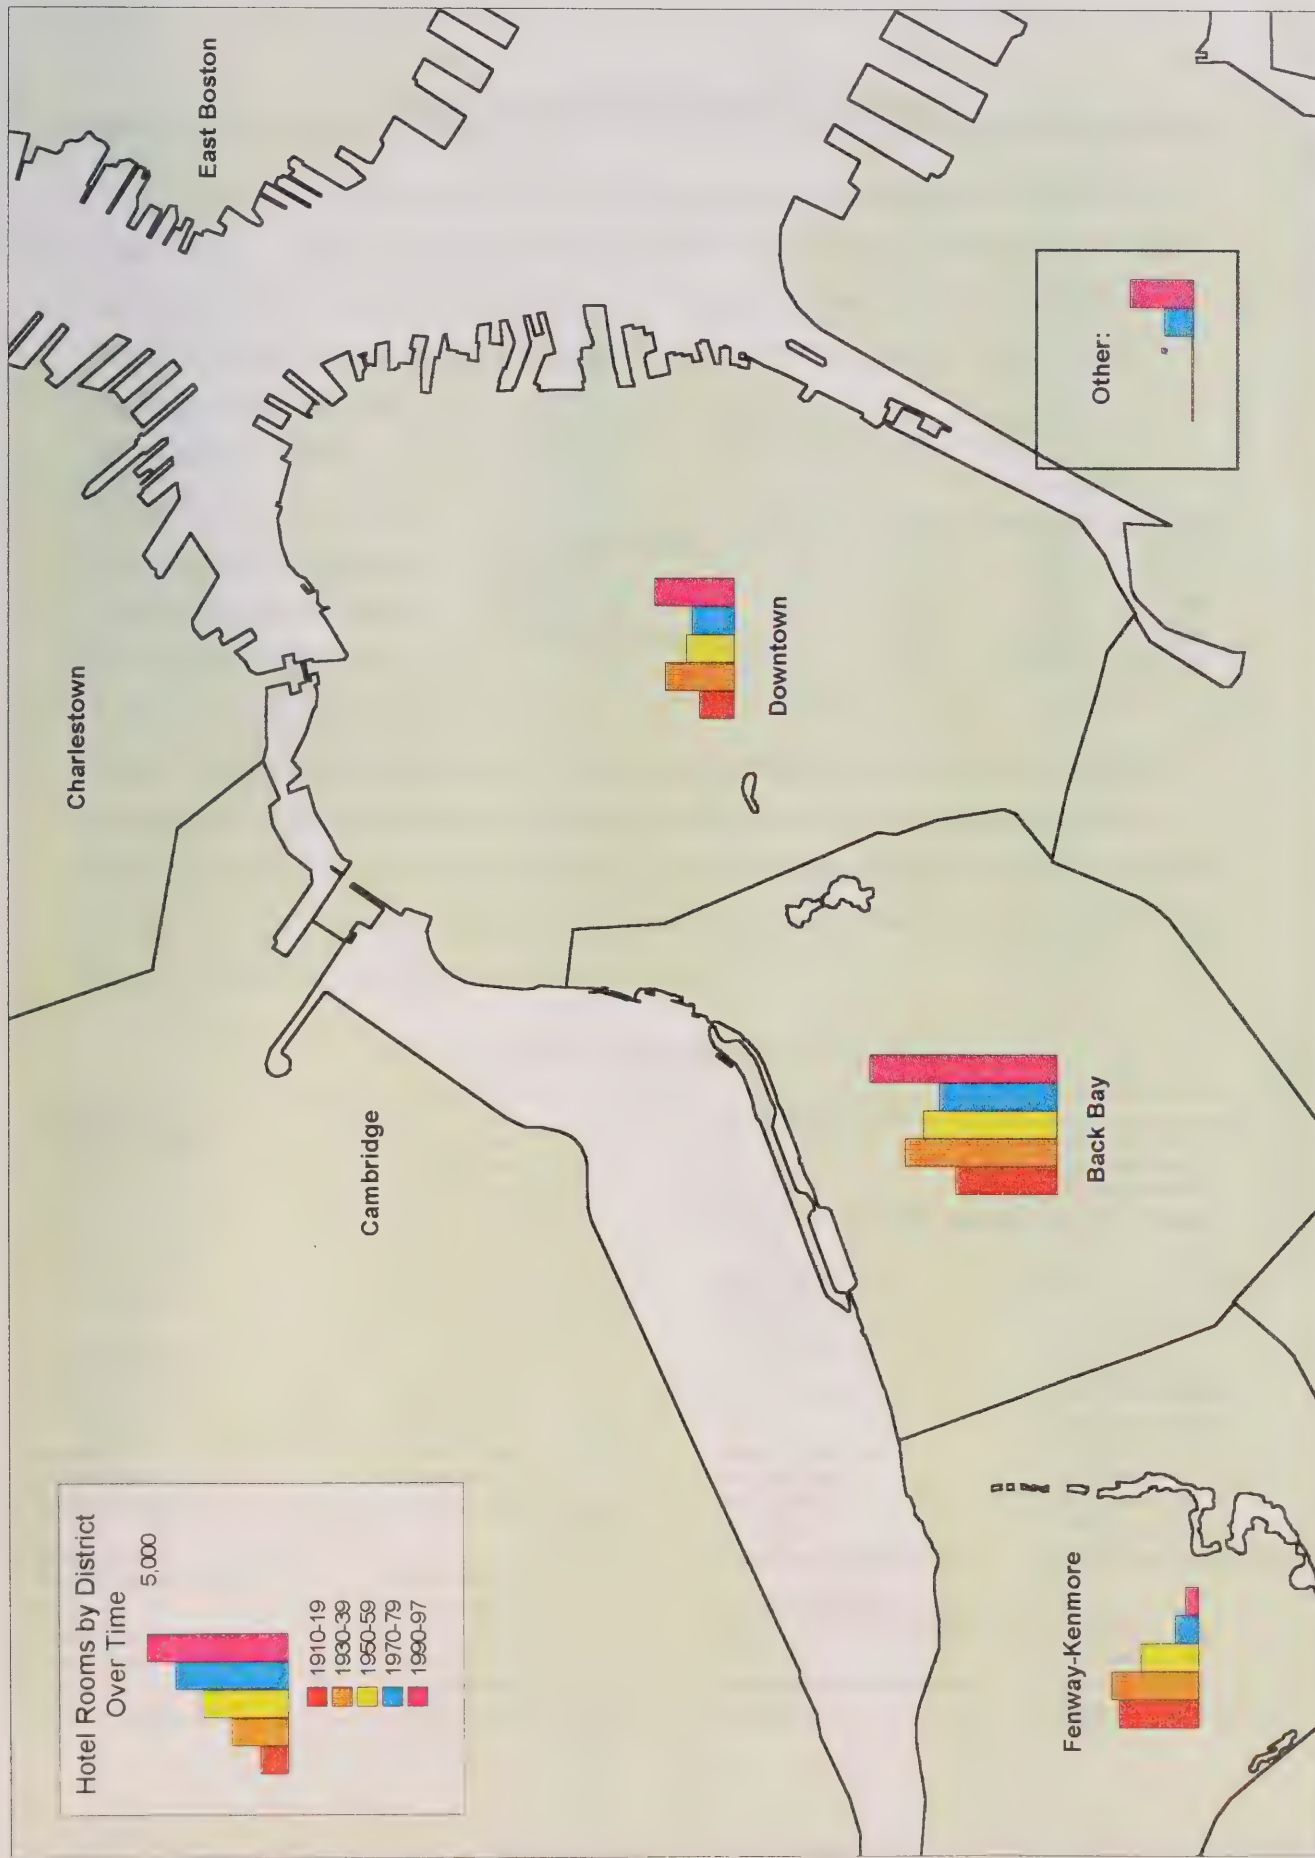 Hotel Rooms by District
Over Time
5,000
1910-19
1930-39
1950-59
1970-79
1990-97
Charlestown
East Boston
Cambridge
Downtown
Back Bay
Fenway-Kenmore
Other: